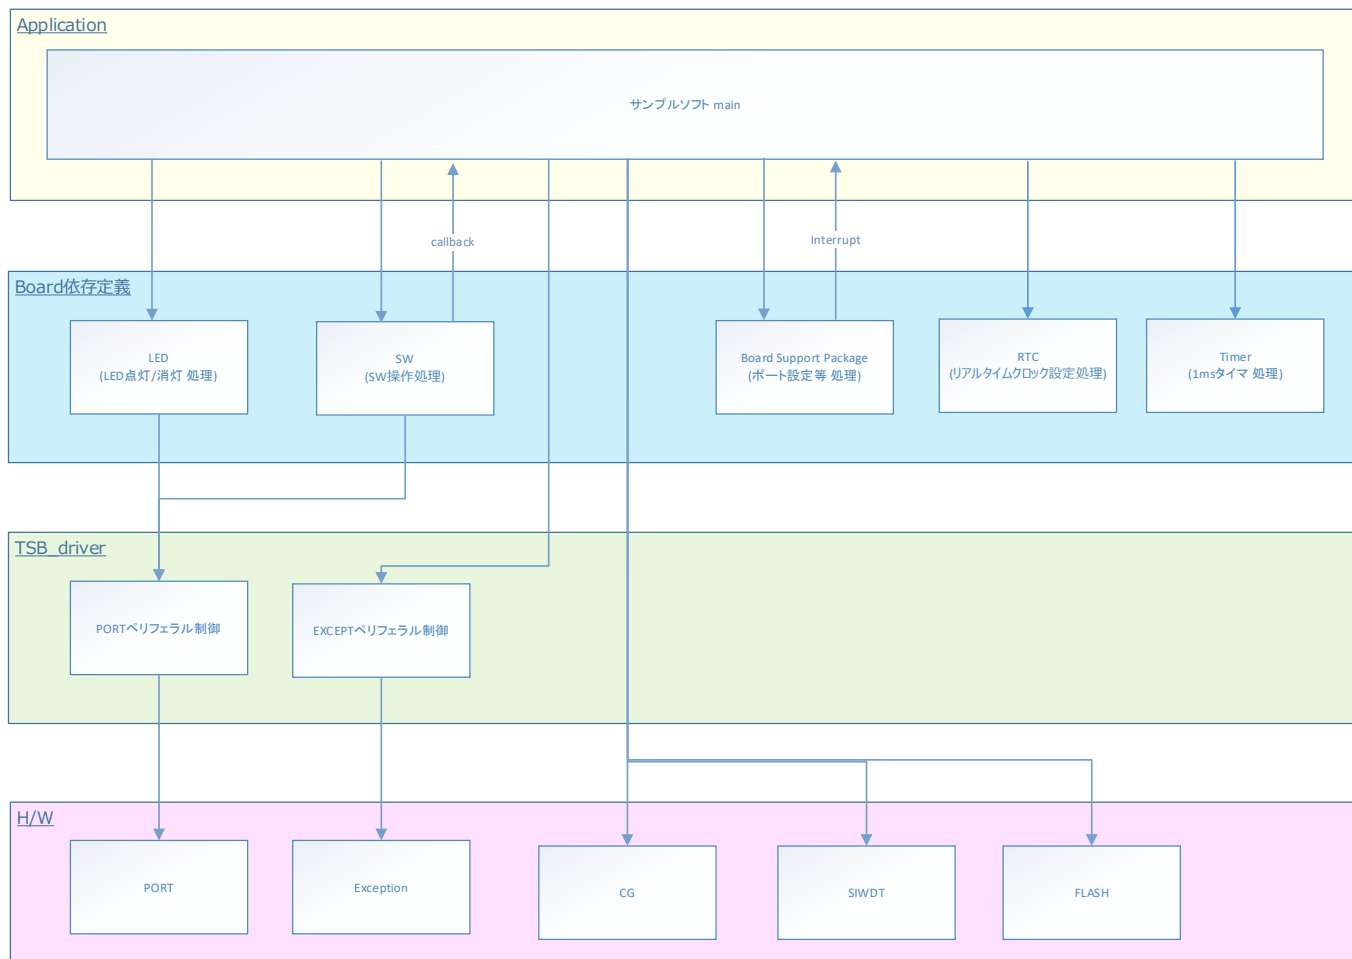 Application
サンプルソフト main
callback
Interrupt
Board依存定義
LED
(LED点灯/消灯 処理)
SW
(SW操作処理)
Board Support Package
(ポート設定等 処理)
RTC
(リアルタイムクロック設定処理)
Timer
(1msタイマ 処理)
TSB_driver
PORTペリフェラル制御
EXCEPTペリフェラル制御
H/W
PORT
Exception
CG
SIWDT
FLASH